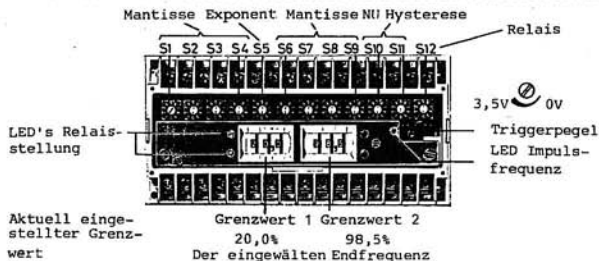 Mantisse Exponent Mantisse NU Hysterese
Relais
S1 S2 S3 S4 S5 S6 S7 S8 S9 S10 S11 S12
3,5V 0V
LED's Relais-
stellung
Triggerpegel
LED Impuls-
frequenz
Aktuell einge-
stellter Grenz-
wert
Grenzwert 1 Grenzwert 2
20,0% 98,5%
Der eingewälten Endfrequenz